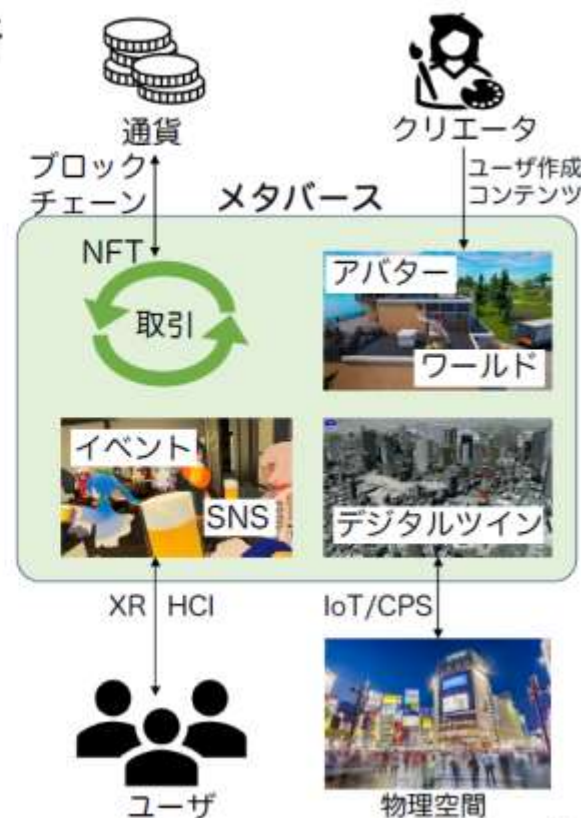 通貨
クリエータ
ブロック
チェーン
メタバース
ユーザ作成
コンテンツ
NFT
取引
アバター
ワールド
イベント
SNS
デジタルツイン
XR
HCI
IoT/CPS
ユーザ
物理空間